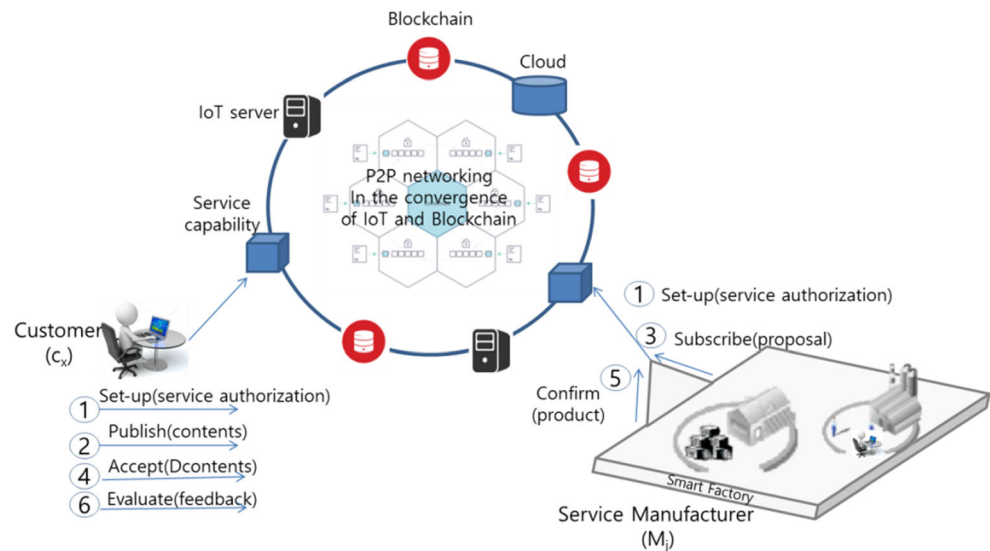 Blockchain
Cloud
IoT server
P2P networking
In the convergence
of IoT and Blockchain
Service
capability
Customer
(cx)
1 Set-up(service authorization)
2 Publish(contents)
4 Accept(Dcontents)
6 Evaluate(feedback)
1 Set-up(service authorization)
3 Subscribe(proposal)
5 Confirm
(product)
Smart Factory
Service Manufacturer
(Mj)